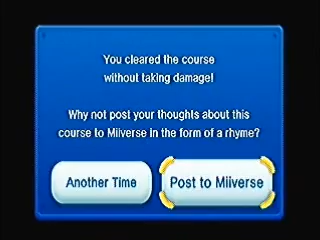 You cleared the course
without taking damage!
Why not post your thoughts about this
course to Miiverse in the form of a rhyme?
Another Time
Post to Miiverse